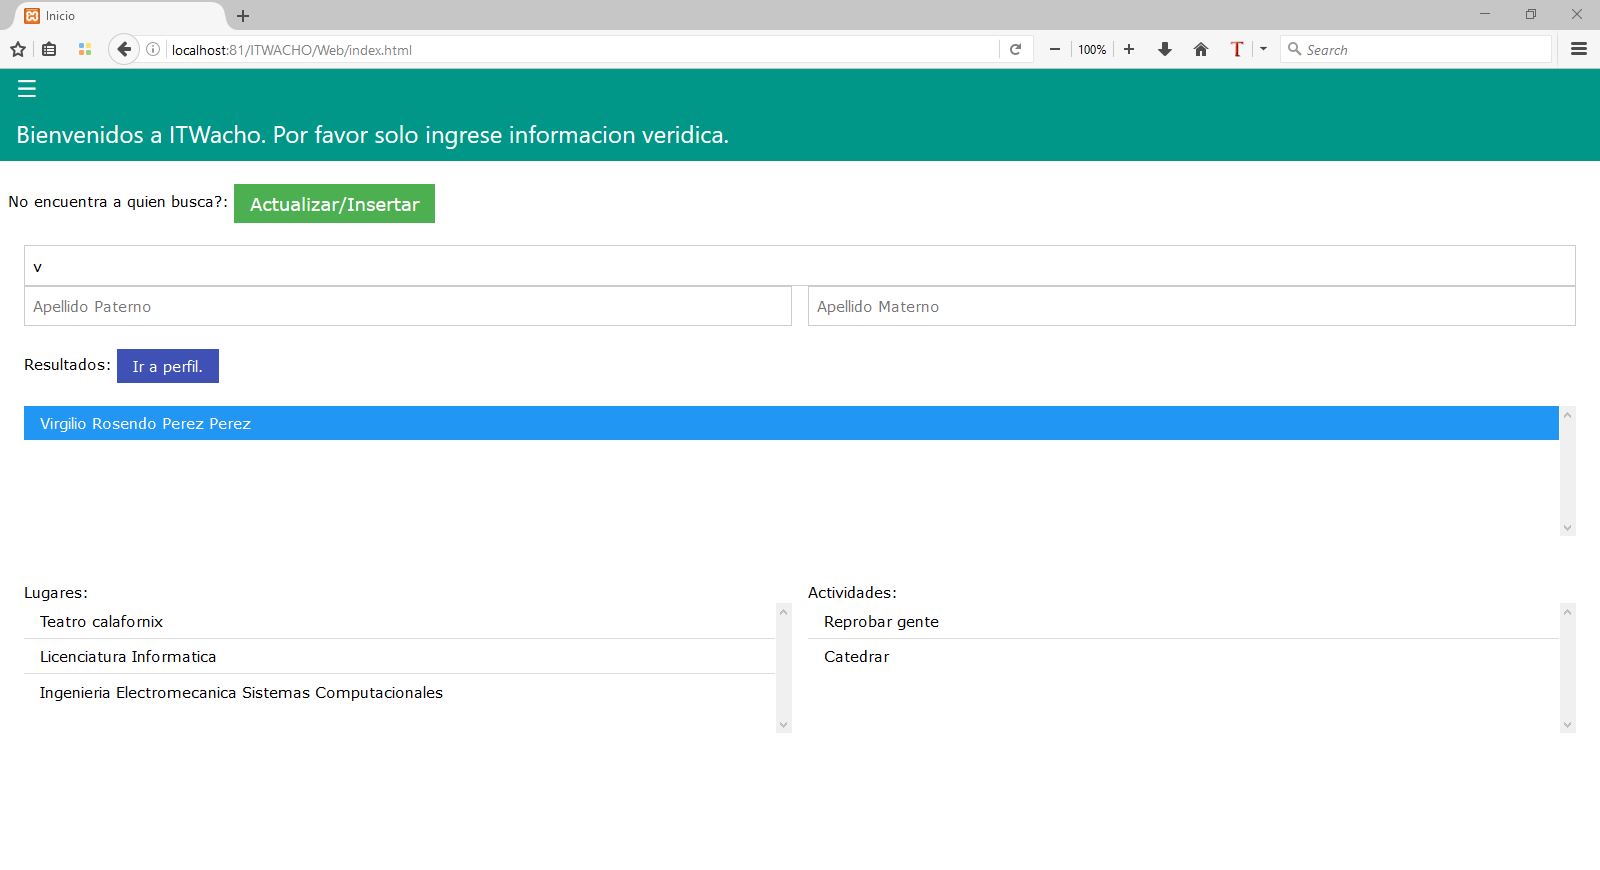 Inicio
localhost:81/ITWACHO/Web/index.html
100%
T
Search
Bienvenidos a ITWacho. Por favor solo ingrese informacion veridica.
No encuentra a quien busca?: Actualizar/Insertar
v
Apellido Paterno
Apellido Materno
Resultados: Ir a perfil.
Virgilio Rosendo Perez Perez
Lugares:
Teatro calafornix
Licenciatura Informatica
Ingenieria Electromecanica Sistemas Computacionales
Actividades:
Reprobar gente
Catedrar